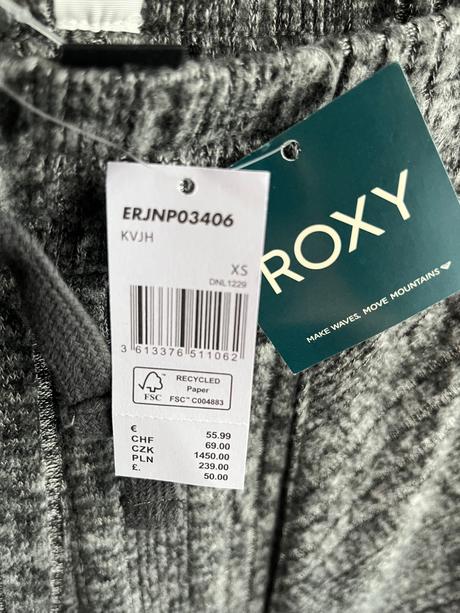 ERJNP03406
KVJH
XS
DNL1229
3 613376 511062
FSC
RECYCLED
Paper
FSC™ C004883
€ 55.99
CHF 69.00
CZK 1450.00
PLN 239.00
£. 50.00
ROXY
MAKE WAVES, MOVE MOUNTAINS